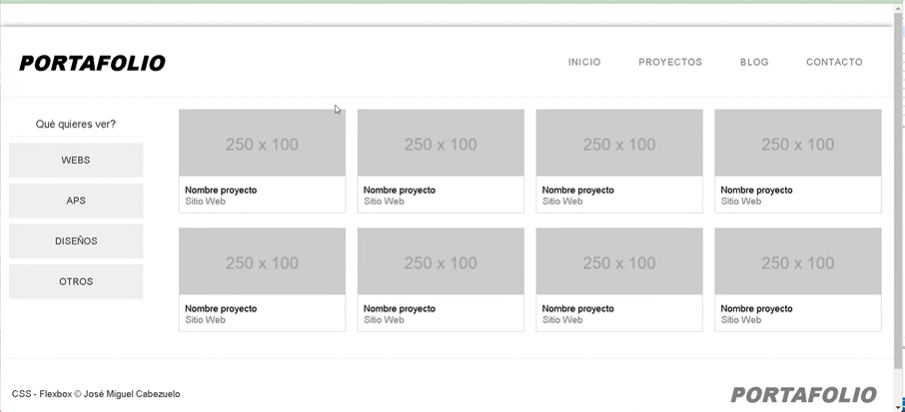 PORTAFOLIO
INICIO PROYECTOS BLOG CONTACTO
Qué quieres ver?
WEBS
APS
DISEÑOS
OTROS
250 x 100 250 x 100 250 x 100 250 x 100
Nombre proyecto Nombre proyecto Nombre proyecto Nombre proyecto
Sitio Web Sitio Web Sitio Web Sitio Web
250 x 100 250 x 100 250 x 100 250 x 100
Nombre proyecto Nombre proyecto Nombre proyecto Nombre proyecto
Sitio Web Sitio Web Sitio Web Sitio Web
CSS - Flexbox © José Miguel Cabezuelo
PORTAFOLIO